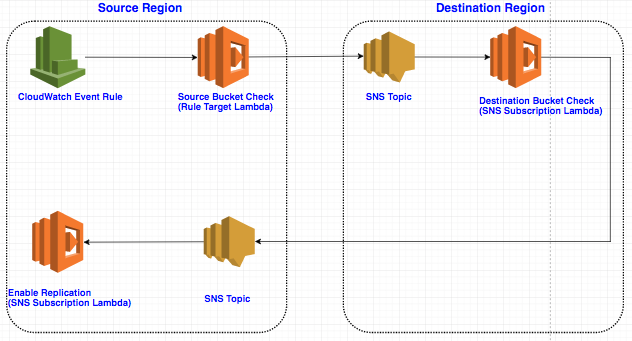 Source Region
Destination Region
CloudWatch Event Rule
Source Bucket Check
(Rule Target Lambda)
SNS Topic
Destination Bucket Check
(SNS Subscription Lambda)
Enable Replication
(SNS Subscription Lambda)
SNS Topic